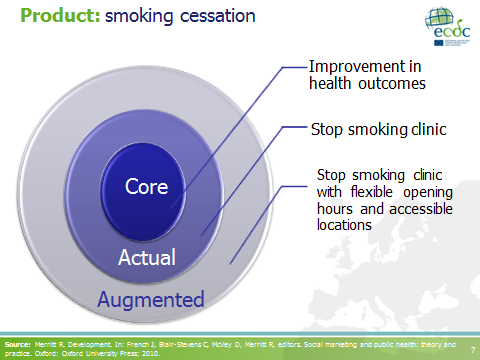 Product: smoking cessation
ecdc
Improvement in
health outcomes
Stop smoking clinic
Stop smoking clinic
with flexible opening
hours and accessible
locations
Core
Actual
Augmented
Source: Merritt R. Development. In: French J, Blair-Stevens C, McVey D, Merritt R, editors. Social marketing and public health: theory and
practice. Oxford: Oxford University Press; 2010.
7